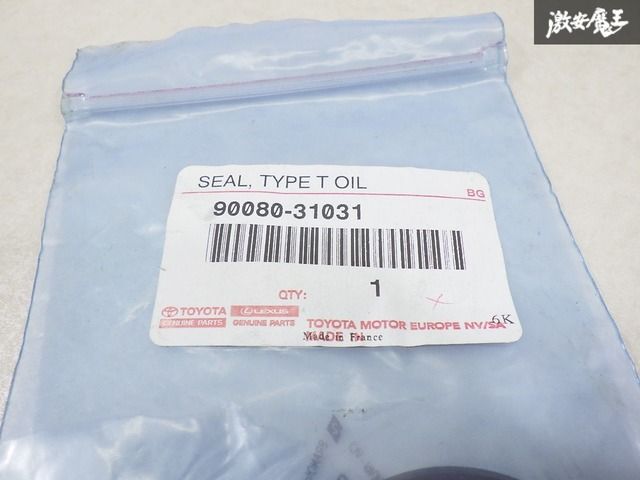 激安魔王
SEAL, TYPE T OIL
BG
90080-31031
QTY: 1
TOYOTA LEXUS
GENUINE PARTS GENUINE PARTS TOYOTA MOTOR EUROPE NV/SA 6K
MADE
Made in France